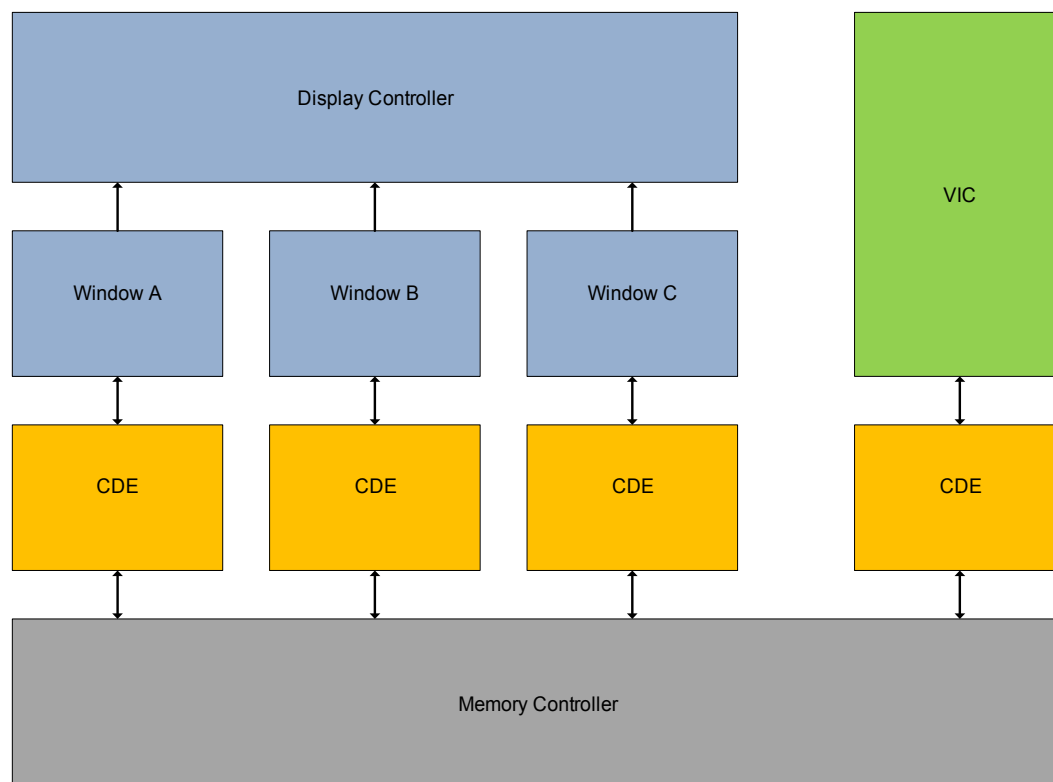 Display Controller
VIC
Window A
Window B
Window C
CDE
CDE
CDE
CDE
Memory Controller